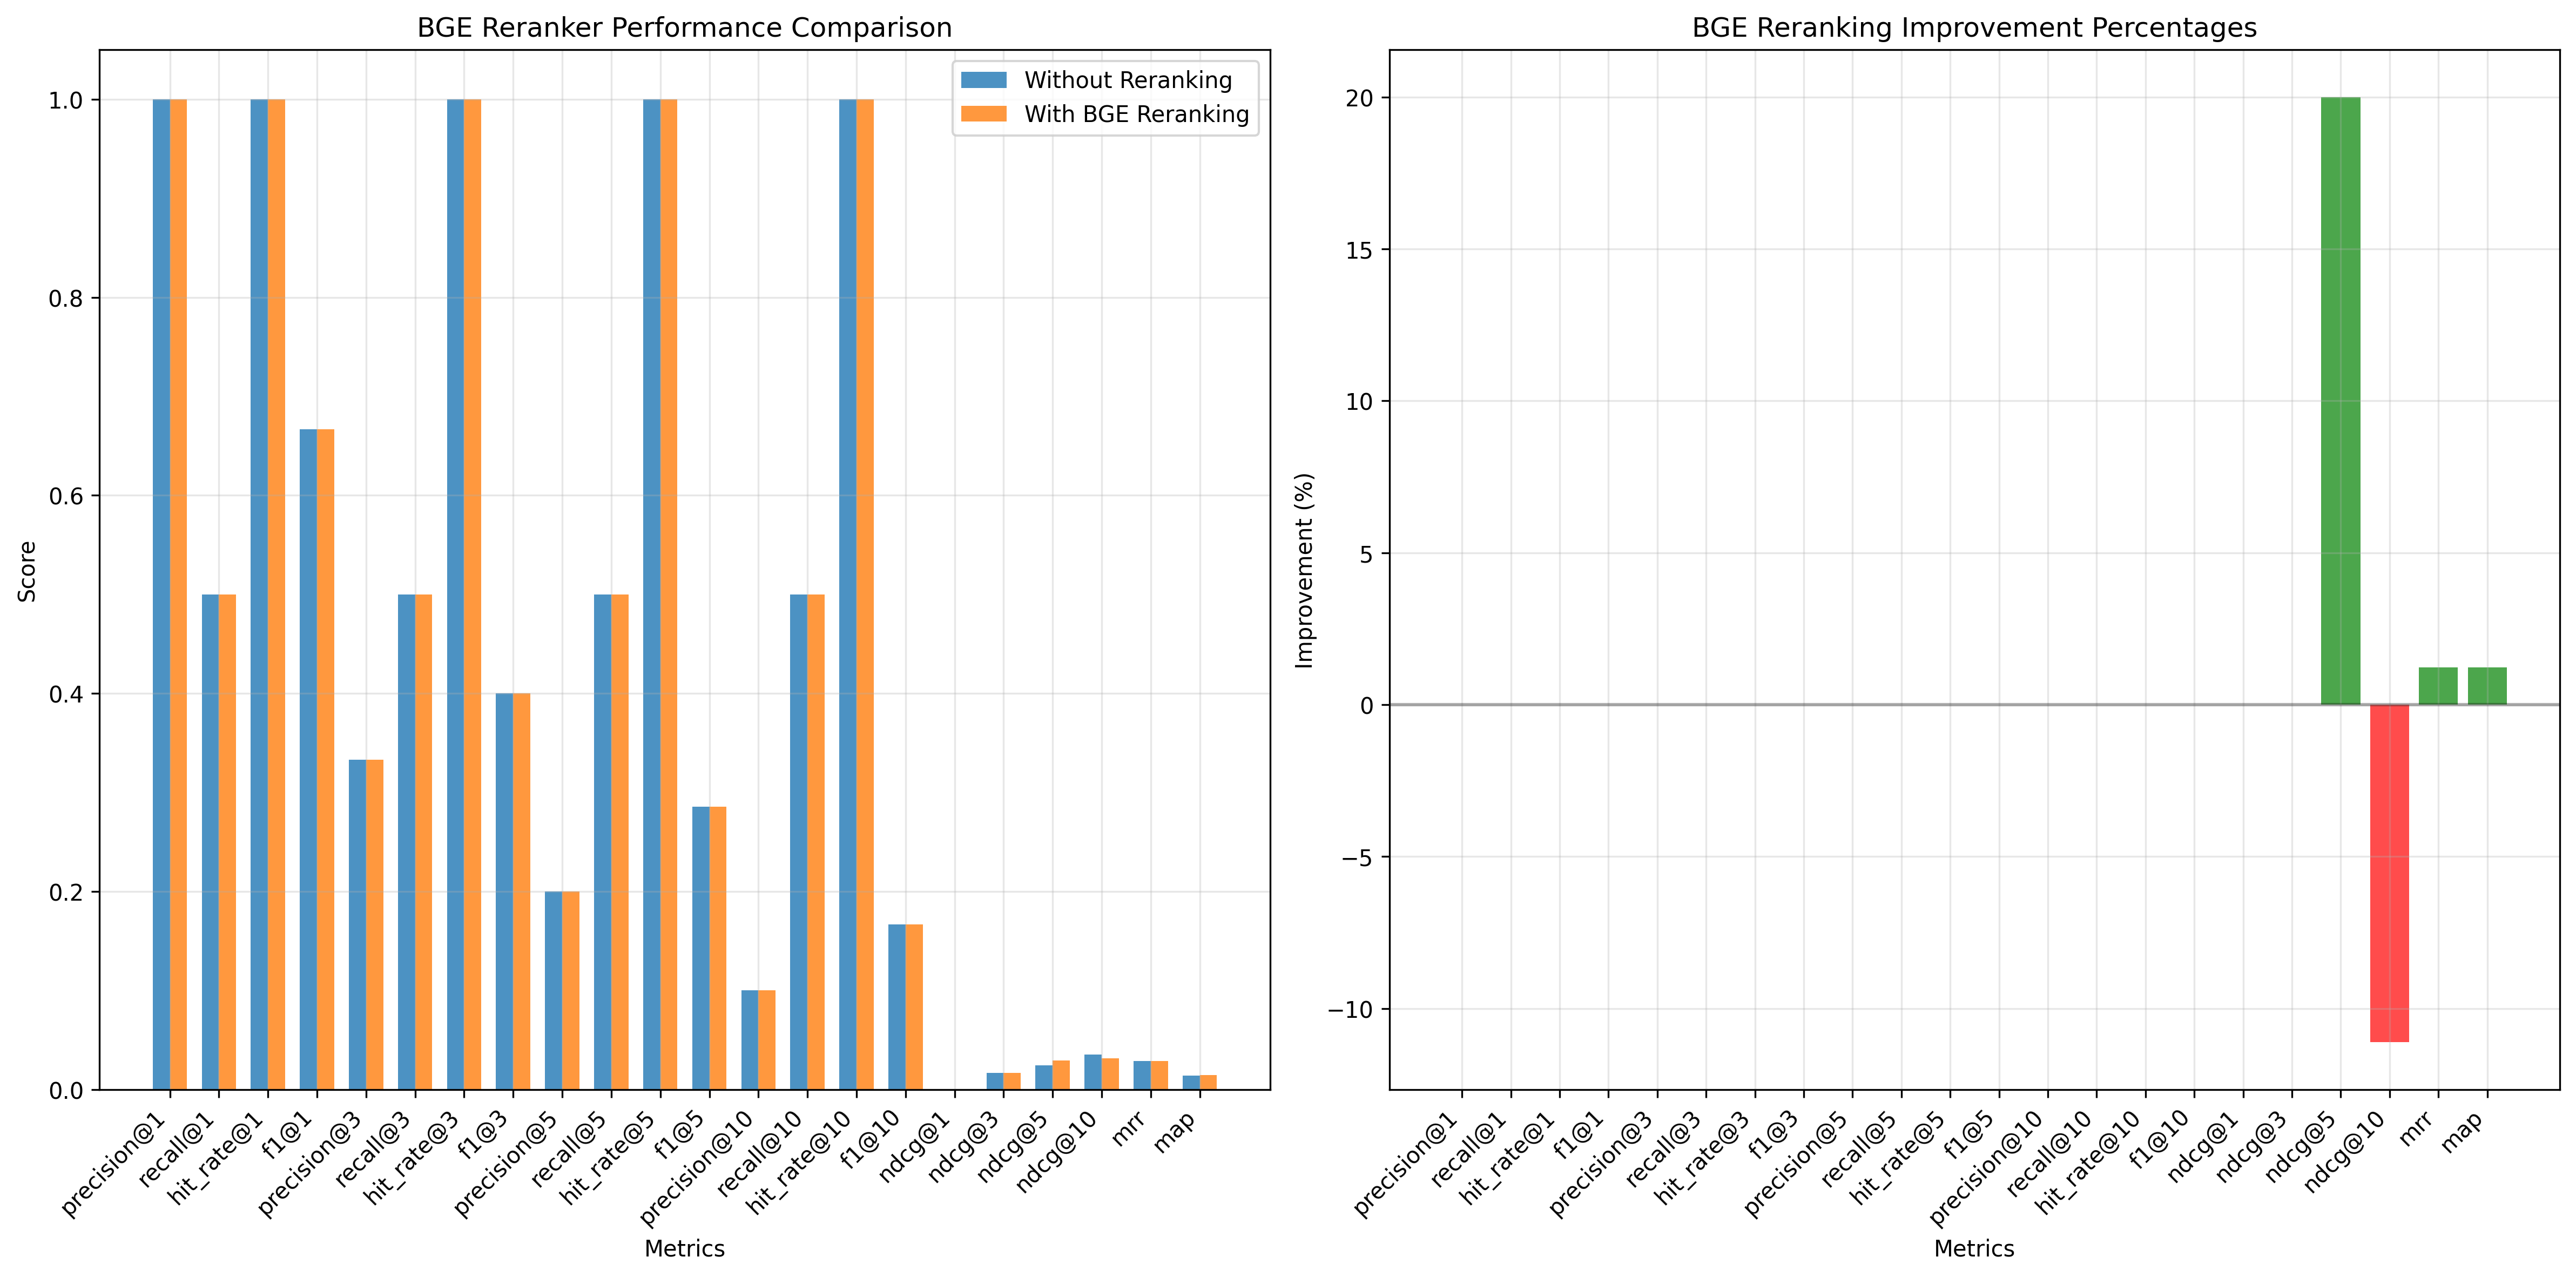 BGE Reranker Performance Comparison
Without Reranking
With BGE Reranking
Score
1.0
0.8
0.6
0.4
0.2
0.0
precision@1
recall@1
hit_rate@1
f1@1
precision@3
recall@3
hit_rate@3
f1@3
precision@5
recall@5
hit_rate@5
f1@5
precision@10
recall@10
hit_rate@10
f1@10
ndcg@1
ndcg@3
ndcg@5
ndcg@10
mrr
map
Metrics
BGE Reranking Improvement Percentages
Improvement (%)
20
15
10
5
0
−5
−10
precision@1
recall@1
hit_rate@1
f1@1
precision@3
recall@3
hit_rate@3
f1@3
precision@5
recall@5
hit_rate@5
f1@5
precision@10
recall@10
hit_rate@10
f1@10
ndcg@1
ndcg@3
ndcg@5
ndcg@10
mrr
map
Metrics